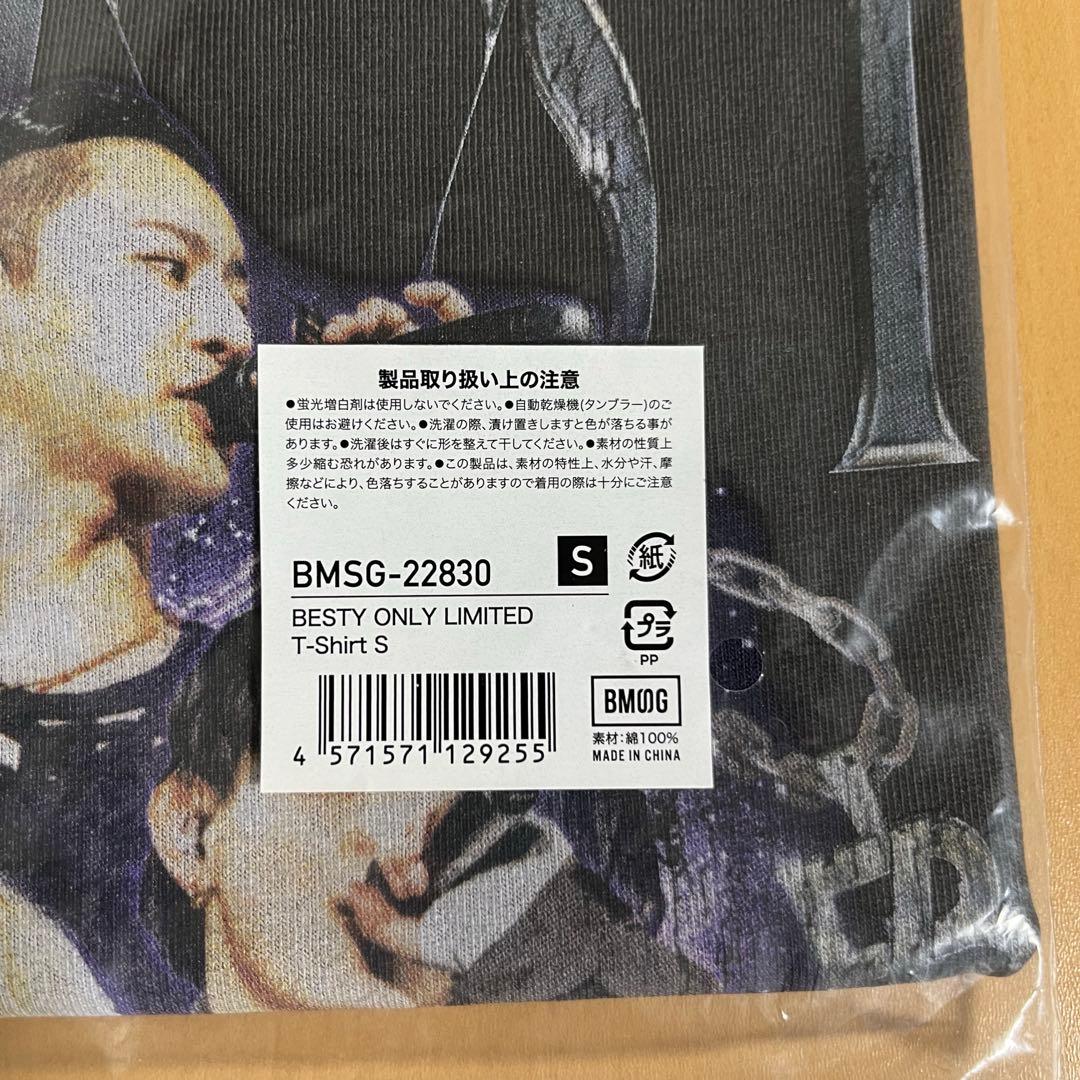 製品取り扱い上の注意
●蛍光増白剤は使用しないでください。●自動乾燥機(タンブラー)のご
使用はお避けください。●洗濯の際、漬け置きしますと色が落ちる事が
あります。●洗濯後はすぐに形を整えて干してください。●素材の性質上
多少縮む恐れがあります。●この製品は、素材の特性上、水分や汗、摩
擦などにより、色落ちすることがありますので着用の際は十分にご注意
ください。
BMSG-22830
S
紙
BESTY ONLY LIMITED
T-Shirt S
プラ
PP
BMSG
素材:綿100%
MADE IN CHINA
4 571571 129255